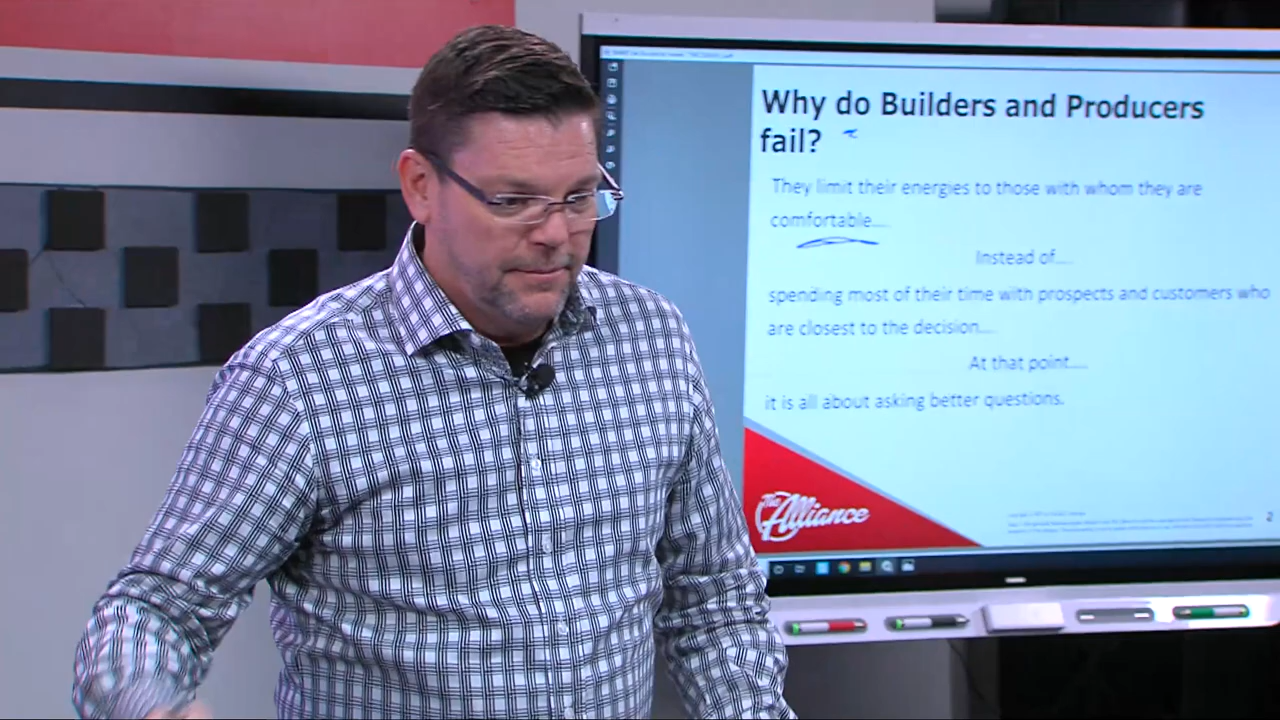 Why do Builders and Producers
fail?
They limit their energies to those with whom they are
comfortable....
Instead of....
spending most of their time with prospects and customers who
are closest to the decision....
At that point....
it is all about asking better questions.
The Alliance
2